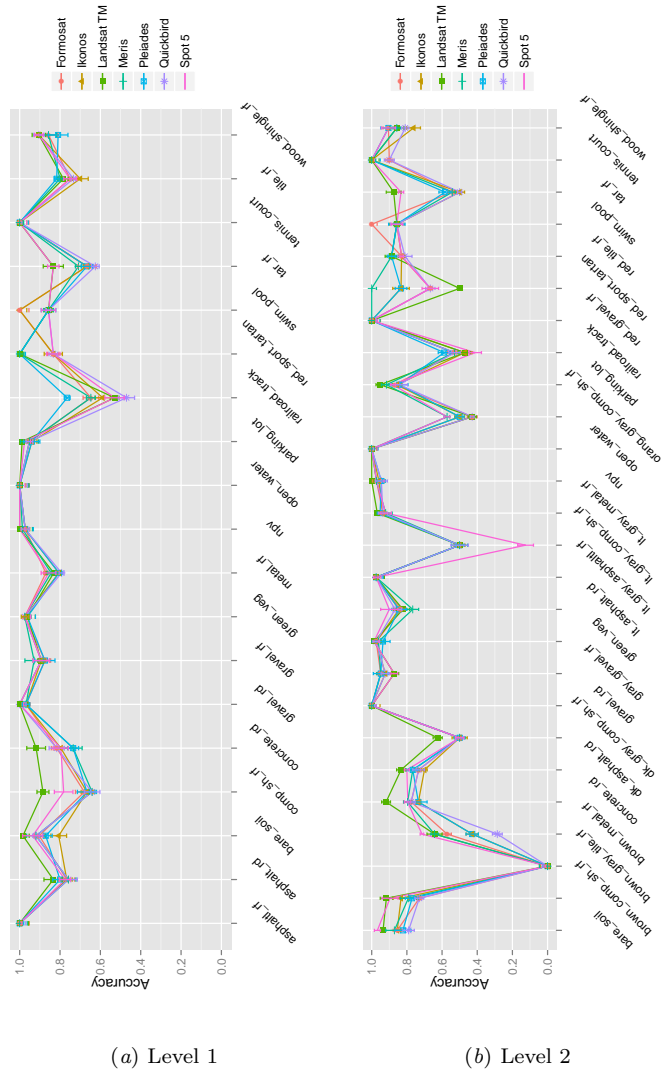 Accuracy
1.0
0.8
0.6
0.4
0.2
0.0
asphalt_rf
asphalt_rd
bare_soil
comp_sh_rf
concrete_rd
gravel_rd
gravel_rf
green_veg
metal_rf
npv
open_water
parking_lot
railroad_track
red_sport_tartan
swim_pool
tar_rf
tennis_court
tile_rf
wood_shingle_rf
Formosat
Ikonos
Landsat TM
Meris
Pleiades
Quickbird
Spot 5
(a) Level 1
Accuracy
1.0
0.8
0.6
0.4
0.2
0.0
bare_soil
brown_comp_sh_rf
brown_gray_tile_rf
brown_metal_rf
concrete_rd
dk_asphalt_rd
dk_gray_comp_sh_rf
gravel_rd
gray_gravel_rf
green_veg
lt_asphalt_rd
lt_gray_asphalt_rf
lt_gray_comp_sh_rf
lt_gray_metal_rf
npv
open_water
orang_gray_comp_sh_rf
parking_lot
railroad_track
red_gravel_rf
red_sport_tartan
red_tile_rf
swim_pool
tar_rf
tennis_court
wood_shingle_rf
Formosat
Ikonos
Landsat TM
Meris
Pleiades
Quickbird
Spot 5
(b) Level 2